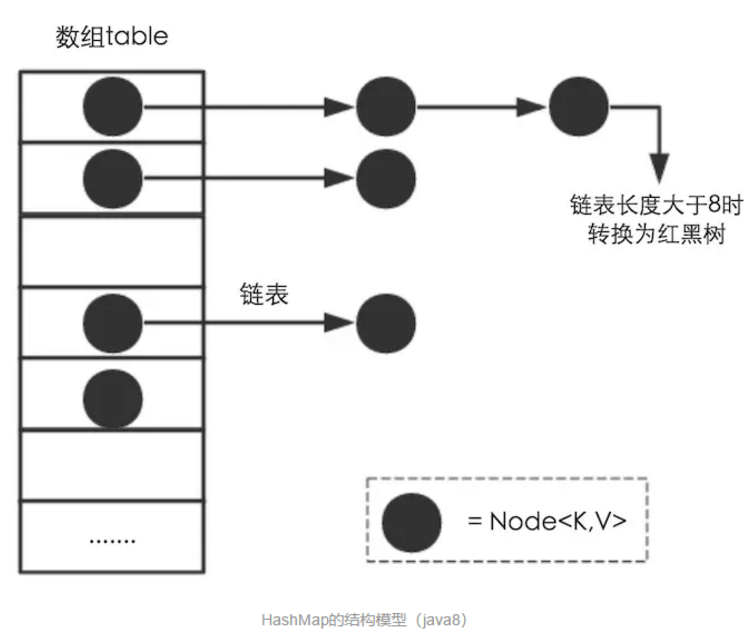 数组table
链表长度大于8时
转换为红黑树
链表
= Node<K,V>
.......
HashMap的结构模型（java8）